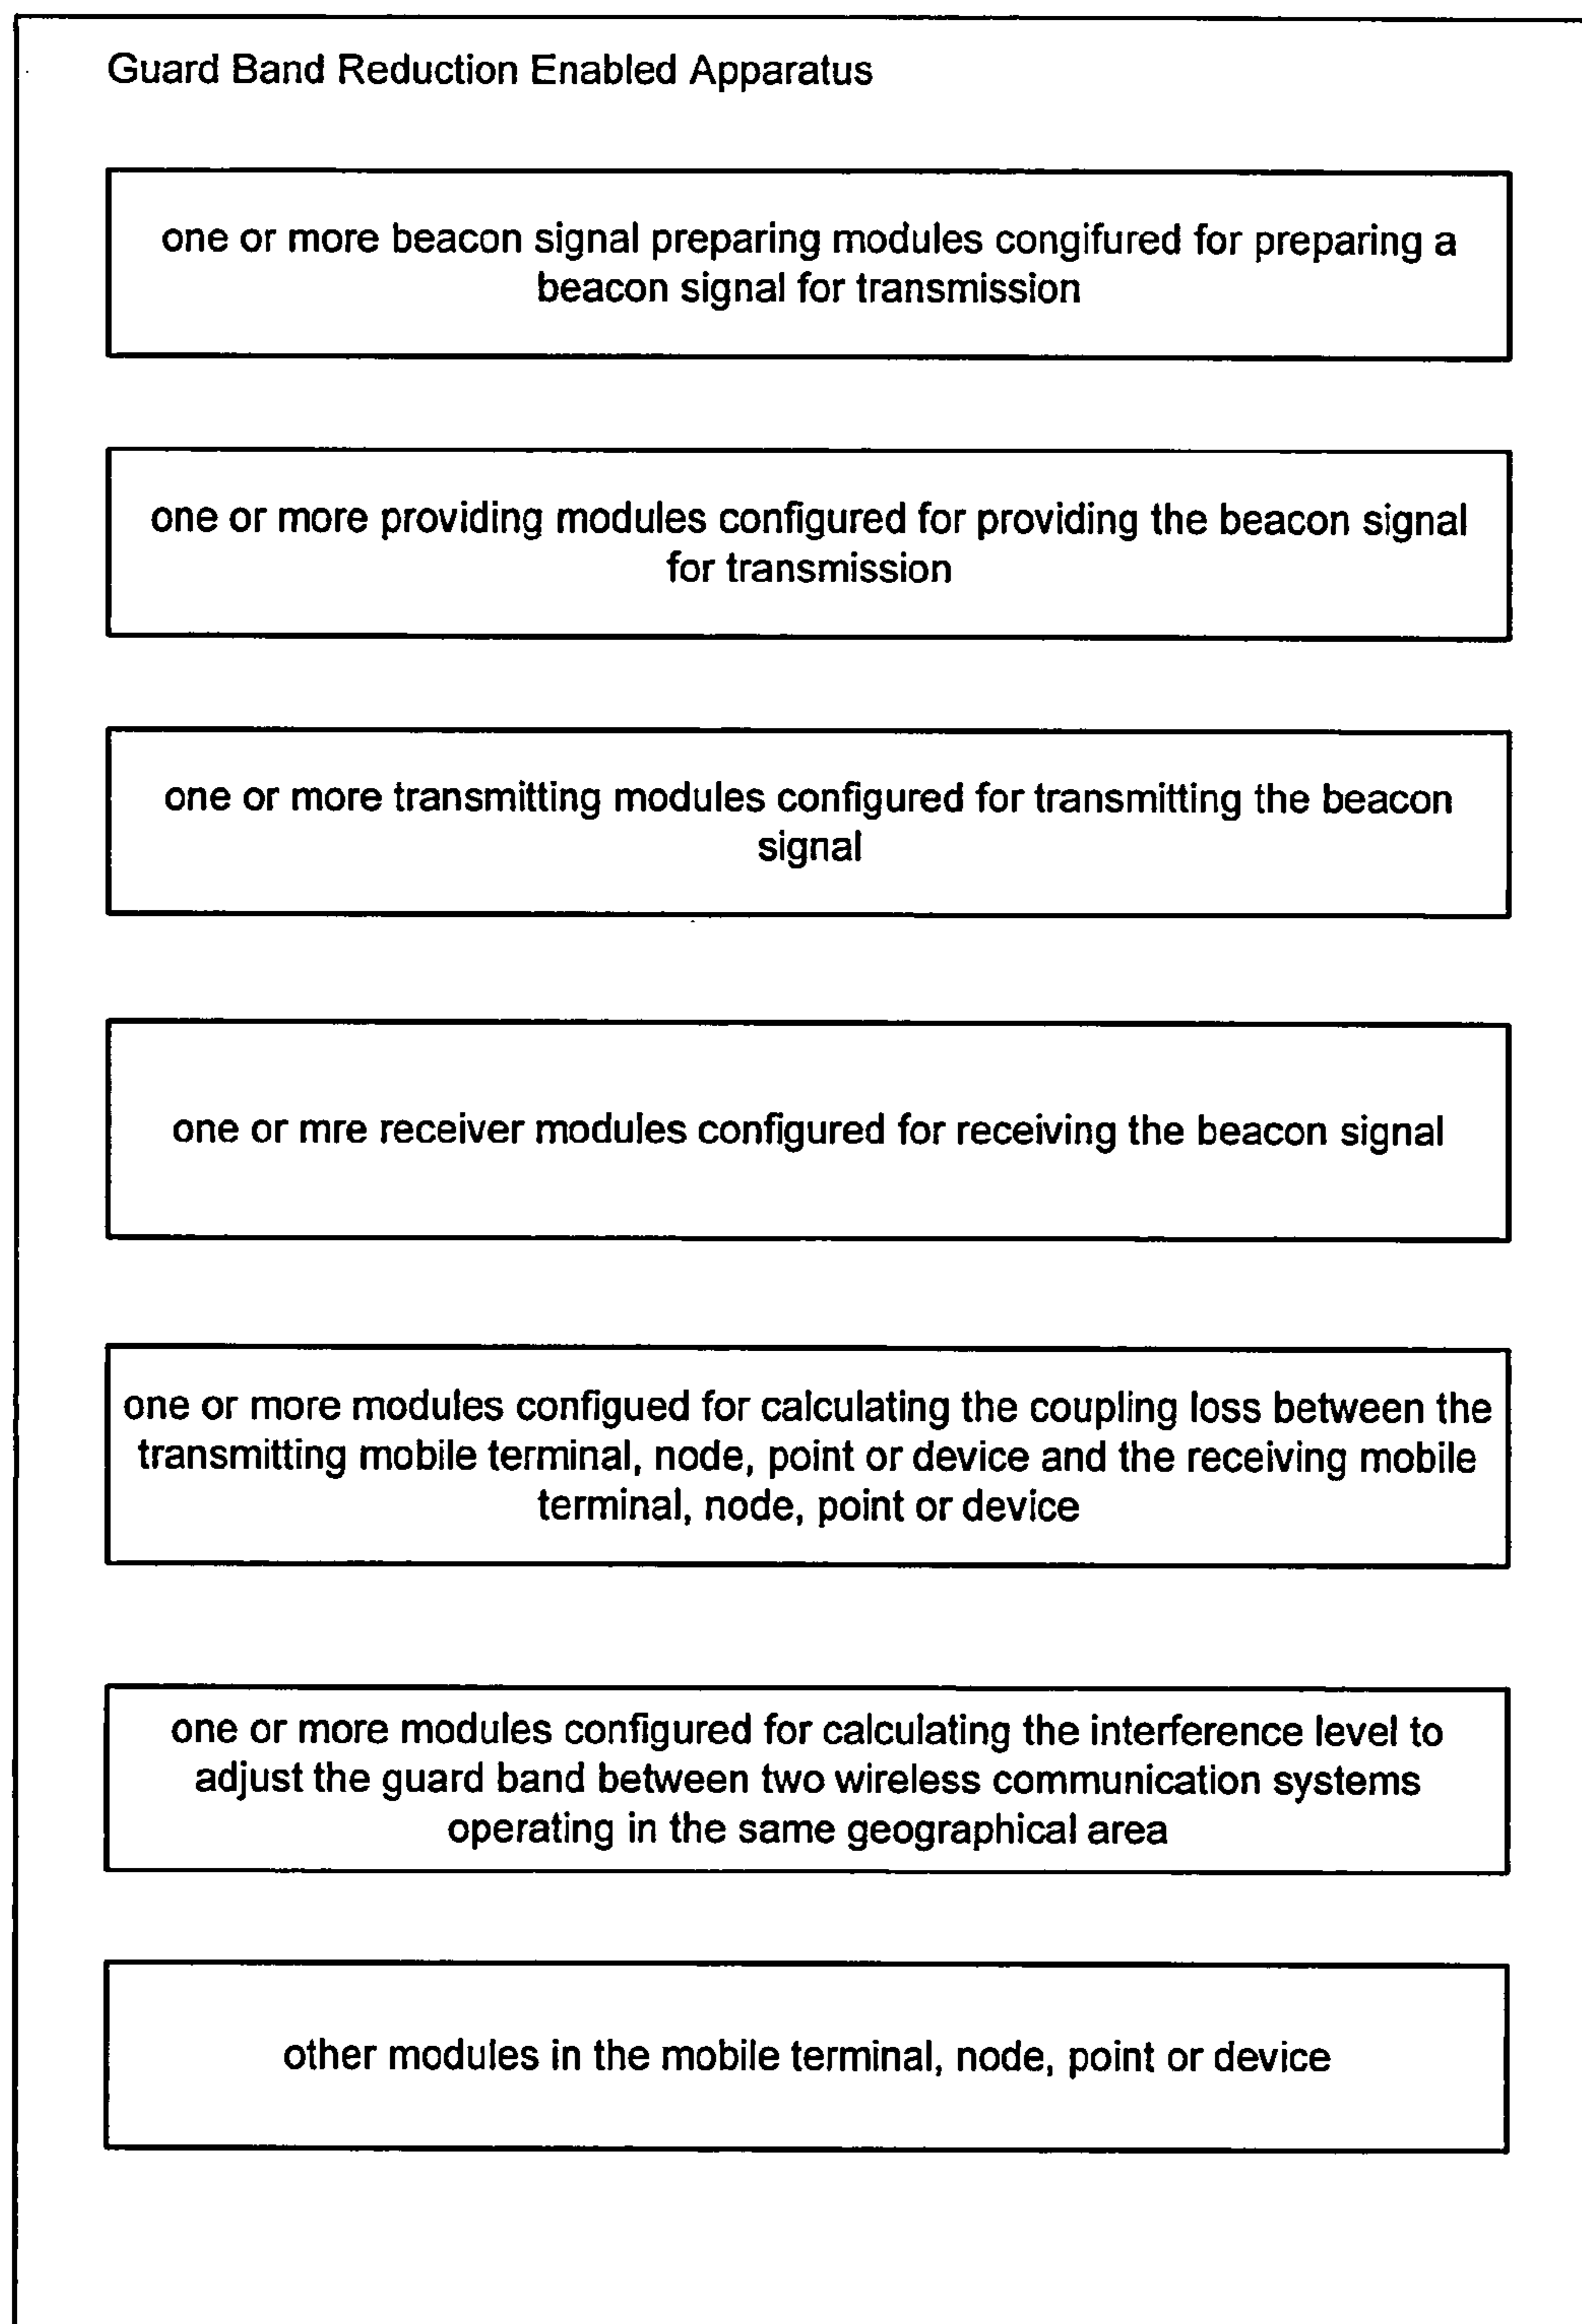 Guard Band Reduction Enabled Apparatus
one or more beacon signal preparing modules congifured for preparing a
beacon signal for transmission
one or more providing modules configured for providing the beacon signal
for transmission
one or more transmitting modules configured for transmitting the beacon
signal
one or mre receiver modules configured for receiving the beacon signal
one or more modules configued for calculating the coupling loss between the
transmitting mobile terminal, node, point or device and the receiving mobile
terminal, node, point or device
one or more modules configured for calculating the interference level to
adjust the guard band between two wireless communication systems
operating in the same geographical area
other modules in the mobile terminal, node, point or device